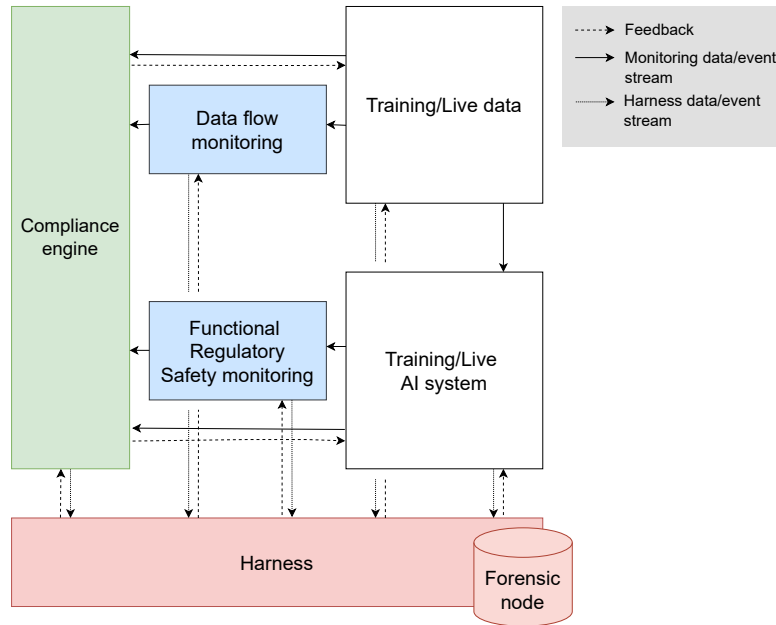 Feedback
Monitoring data/event
stream
Harness data/event
stream
Training/Live data
Data flow
monitoring
Compliance
engine
Functional
Regulatory
Safety monitoring
Training/Live
AI system
Harness
Forensic
node